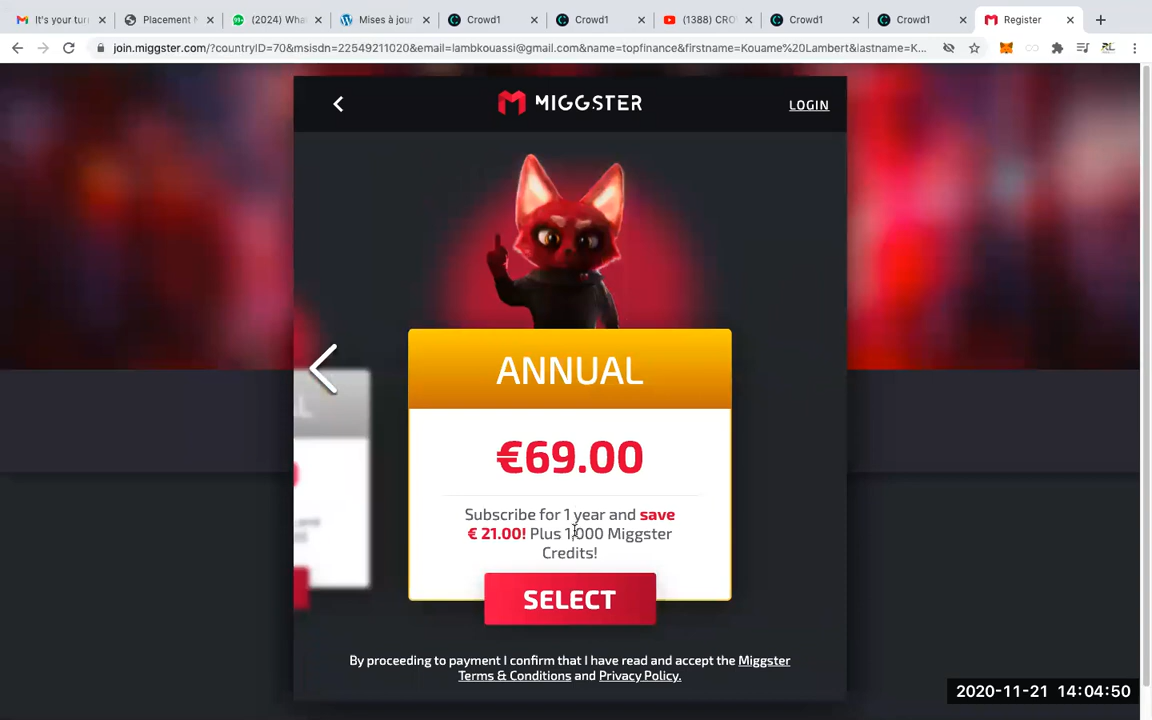 It's your tur
Placement
(2024) Wha
Mises à jour
Crowd1
Crowd1
(1388) CRO
Crowd1
Crowd1
Register
join.miggster.com/?countryID=70&msisdn=22549211020&email=lambkouassi@gmail.com&name=topfinance&firstname=Kouame%20Lambert&lastname=K...
MIGGSTER
LOGIN
ANNUAL
€69.00
Subscribe for 1 year and save
€ 21.00! Plus 1,000 Miggster
Credits!
SELECT
By proceeding to payment I confirm that I have read and accept the Miggster
Terms & Conditions and Privacy Policy.
2020-11-21 14:04:50